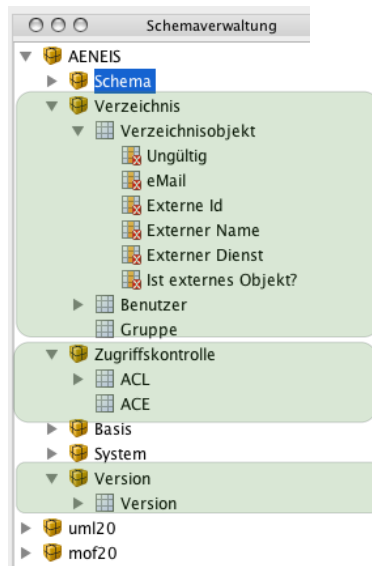 Schemaverwaltung
AENEIS
Schema
Verzeichnis
Verzeichnisobjekt
Ungültig
eMail
Externe Id
Externer Name
Externer Dienst
Ist externes Objekt?
Benutzer
Gruppe
Zugriffskontrolle
ACL
ACE
Basis
System
Version
Version
uml20
mof20